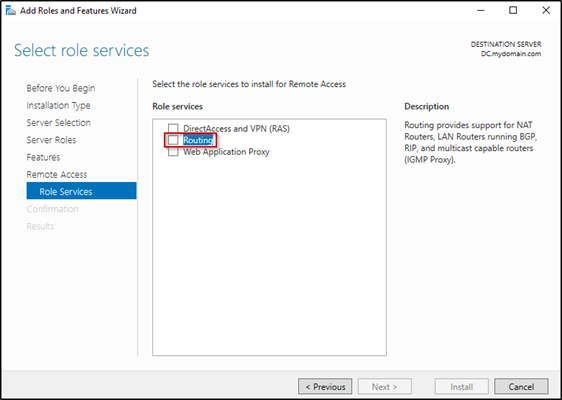 Add Roles and Features Wizard
Select role services
DESTINATION SERVER
DC.mydomain.com
Before You Begin
Installation Type
Server Selection
Server Roles
Features
Remote Access
Role Services
Confirmation
Results
Select the role services to install for Remote Access
Role services
DirectAccess and VPN (RAS)
Routing
Web Application Proxy
Description
Routing provides support for NAT
Routers, LAN Routers running BGP,
RIP, and multicast capable routers
(IGMP Proxy).
< Previous
Next >
Install
Cancel